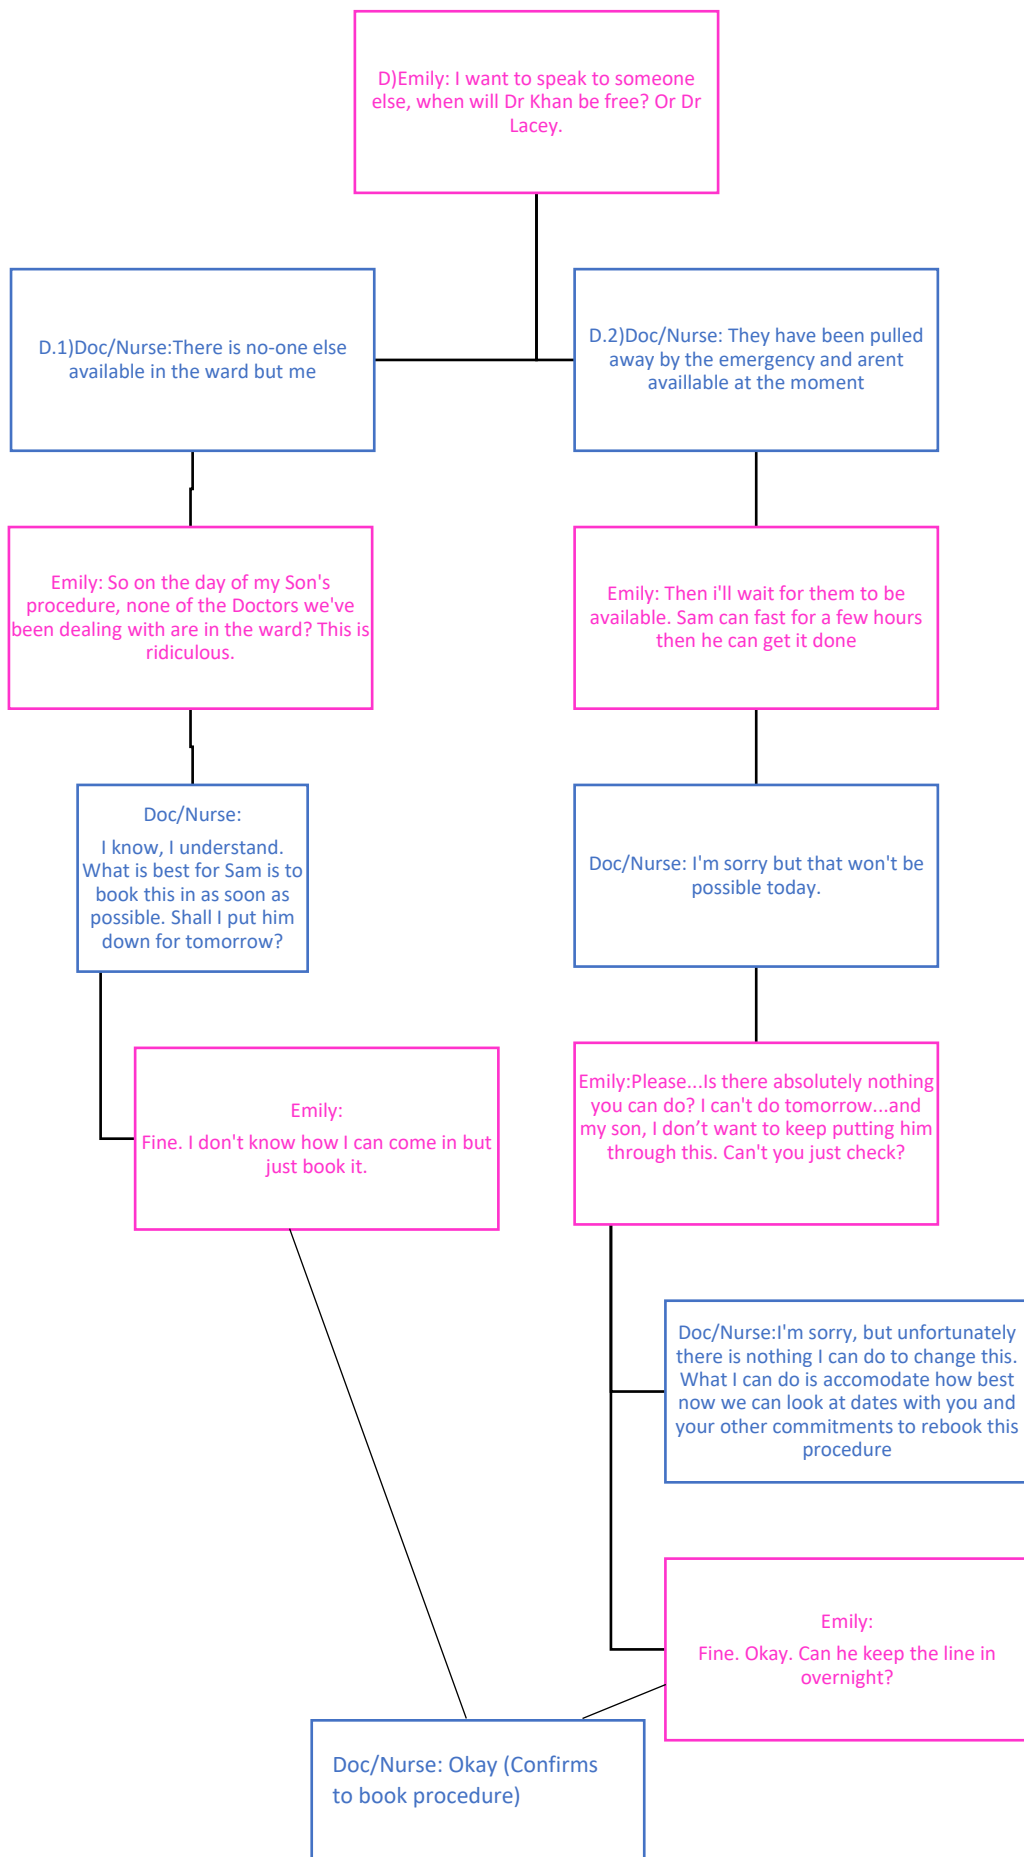 D)Emily: I want to speak to someone
else, when will Dr Khan be free? Or Dr
Lacey.
D.1)Doc/Nurse:There is no-one else
available in the ward but me
D.2)Doc/Nurse: They have been pulled
away by the emergency and arent
availlable at the moment
Emily: So on the day of my Son's
procedure, none of the Doctors we've
been dealing with are in the ward? This is
ridiculous.
Emily: Then i'll wait for them to be
available. Sam can fast for a few hours
then he can get it done
Doc/Nurse:
I know, I understand.
What is best for Sam is to
book this in as soon as
possible. Shall I put him
down for tomorrow?
Doc/Nurse: I'm sorry but that won't be
possible today.
Emily:
Fine. I don't know how I can come in but
just book it.
Emily:Please...Is there absolutely nothing
you can do? I can't do tomorrow...and
my son, I don’t want to keep putting him
through this. Can't you just check?
Doc/Nurse:I'm sorry, but unfortunately
there is nothing I can do to change this.
What I can do is accomodate how best
now we can look at dates with you and
your other commitments to rebook this
procedure
Emily:
Fine. Okay. Can he keep the line in
overnight?
Doc/Nurse: Okay (Confirms
to book procedure)